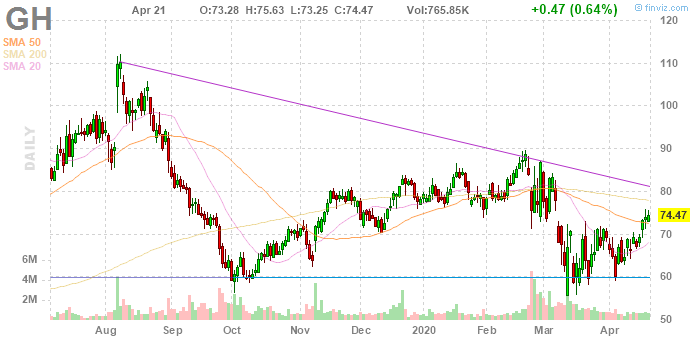 GH Apr 21 O:73.28 H:75.63 L:73.25 C:74.47 Vol:765.85K +0.47 (0.64%) © finviz.com
SMA 50
SMA 200
SMA 20
DAILY
120
110
100
90
80
74.47
70
60
50
6M
4M
2M
Aug Sep Oct Nov Dec 2020 Feb Mar Apr